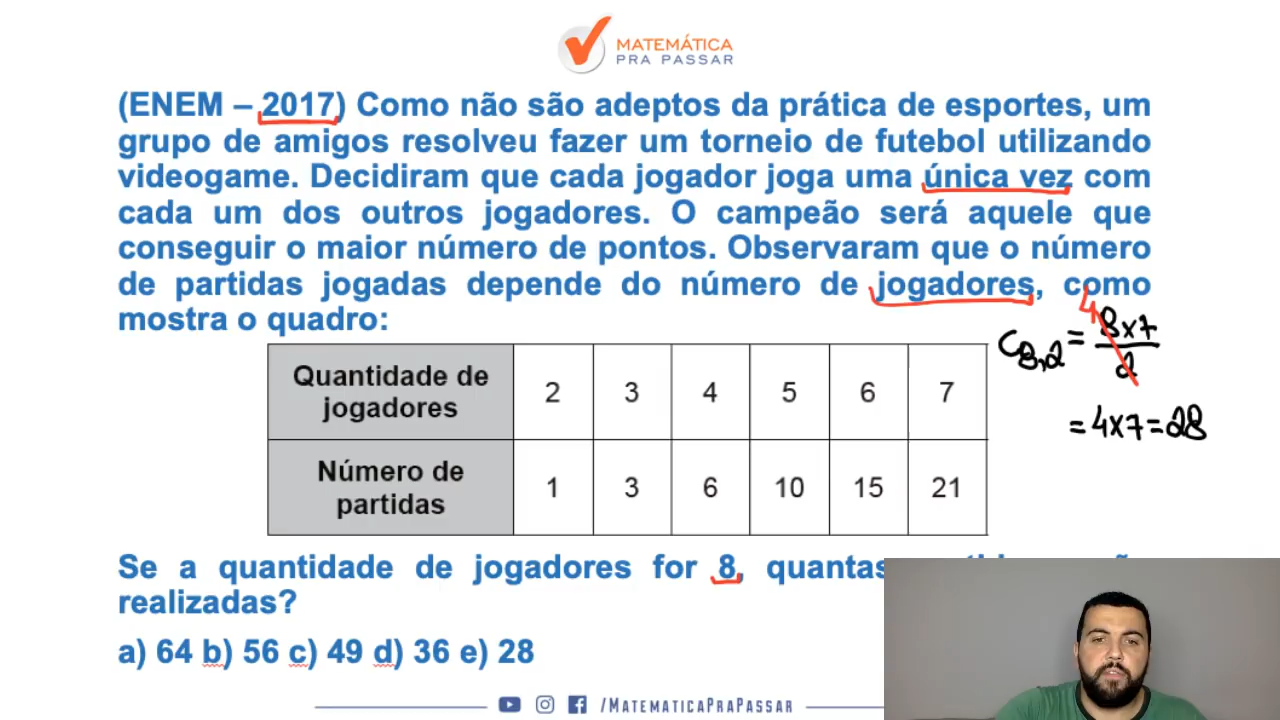 MATEMÁTICA
PRA PASSAR
(ENEM – 2017) Como não são adeptos da prática de esportes, um
grupo de amigos resolveu fazer um torneio de futebol utilizando
videogame. Decidiram que cada jogador joga uma única vez com
cada um dos outros jogadores. O campeão será aquele que
conseguir o maior número de pontos. Observaram que o número
de partidas jogadas depende do número de jogadores, como
mostra o quadro:
4
C8,2 = 8x7
2
= 4x7 = 28
Quantidade de
jogadores
2 3 4 5 6 7
Número de
partidas
1 3 6 10 15 21
Se a quantidade de jogadores for 8, quantas
realizadas?
a) 64 b) 56 c) 49 d) 36 e) 28
/MATEMATICAPRAPASSAR